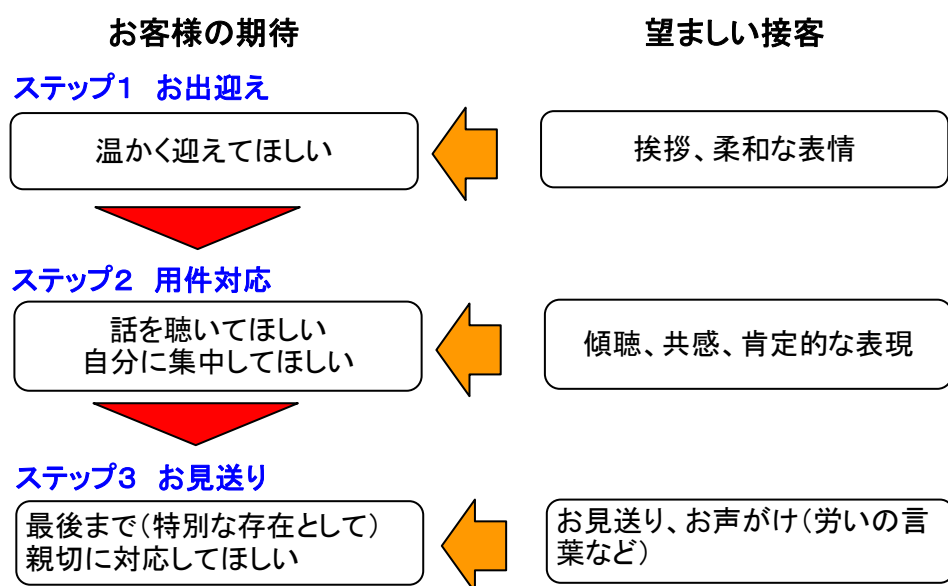 お客様の期待
望ましい接客
ステップ1 お出迎え
温かく迎えてほしい
挨拶、柔和な表情
ステップ2 用件対応
話を聴いてほしい
自分に集中してほしい
傾聴、共感、肯定的な表現
ステップ3 お見送り
最後まで(特別な存在として)
親切に対応してほしい
お見送り、お声がけ(労いの言
葉など)